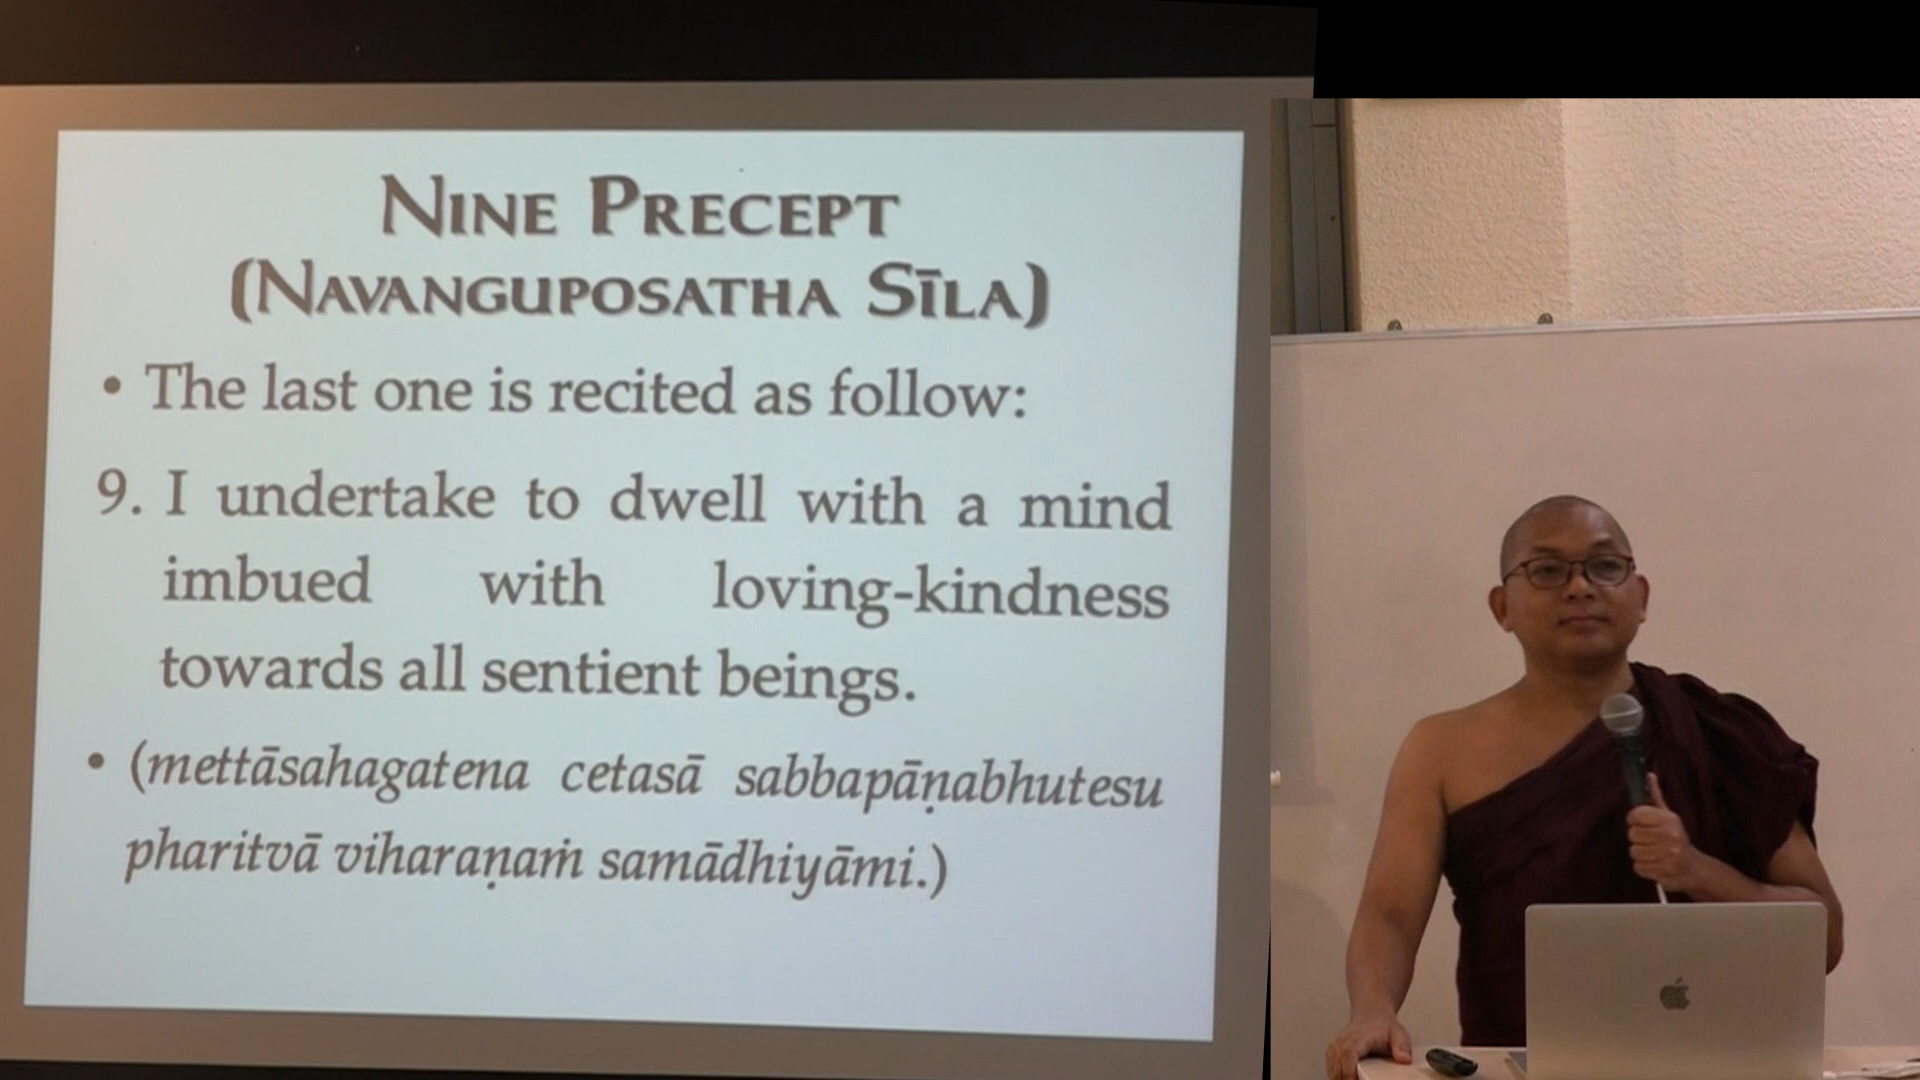 NINE PRECEPT
(NAVANGUPOSATHA SĪLA)
• The last one is recited as follow:
9. I undertake to dwell with a mind
imbued with loving-kindness
towards all sentient beings.
• (mettāsahagatena cetasā sabbapāṇabhutesu
pharitvā viharaṇaṁ samādhiyāmi.)